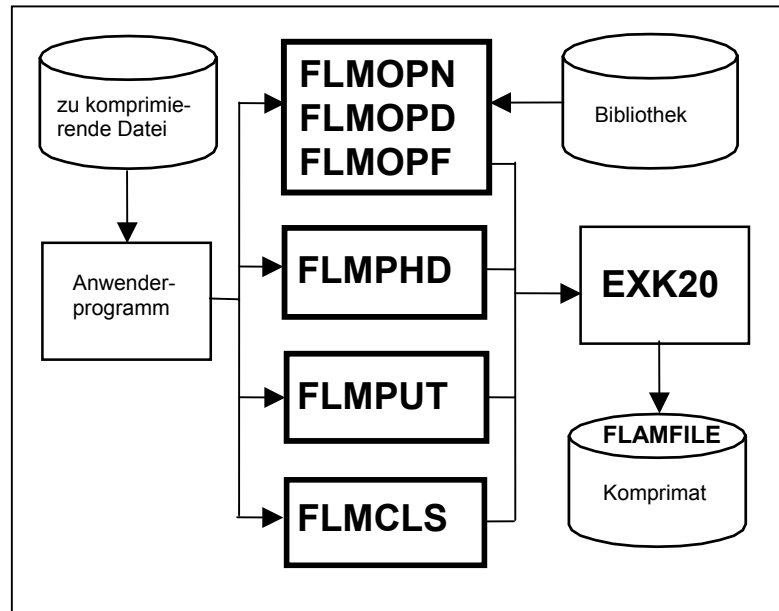 zu komprimie-
rende Datei
FLMOPN
FLMOPD
FLMOPF
Bibliothek
Anwender-
programm
FLMPHD
EXK20
FLMPUT
FLAMFILE
Komprimat
FLMCLS